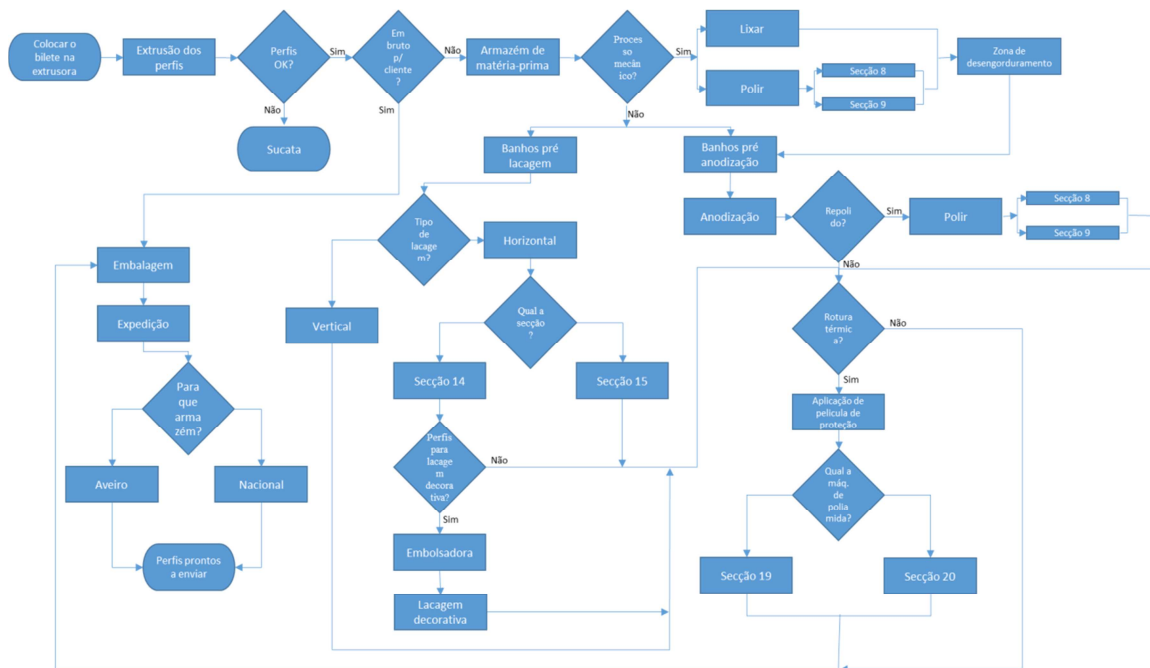 Colocar o
bilete na
extrusora
Extrusão dos
perfis
Perfis
OK?
Sim
Não
Sucata
Em
bruto
p/
cliente
?
Não
Sim
Armazém de
matéria-prima
Proces
so
mecân
ico?
Sim
Não
Lixar
Polir
Secção 8
Secção 9
Zona de
desengorduramento
Banhos pré
lacagem
Banhos pré
anodização
Anodização
Repoli
do?
Sim
Não
Polir
Secção 8
Secção 9
Tipo
de
lacage
m?
Horizontal
Vertical
Qual a
secção
?
Secção 14
Secção 15
Perfis
para
lacage
m
decora
tiva?
Não
Sim
Embolsadora
Lacagem
decorativa
Embalagem
Expedição
Para
que
arma
zém?
Aveiro
Nacional
Perfis prontos
a enviar
Rotura
térmic
a?
Não
Sim
Aplicação de
pelicula de
proteção
Qual a
máq.
de
polia
mida?
Secção 19
Secção 20